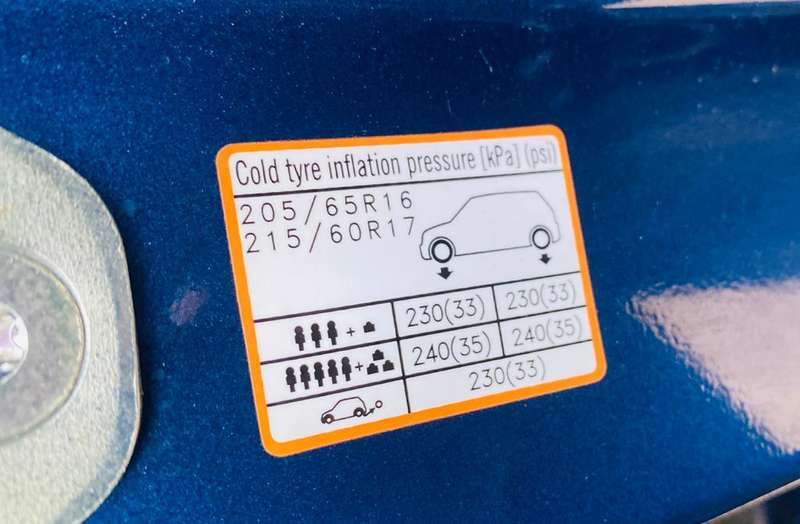 Cold tyre inflation pressure [kPa] (psi)
205/65R16
215/60R17
+ 230(33) 230(33)
+ 240(35) 240(35)
230(33)